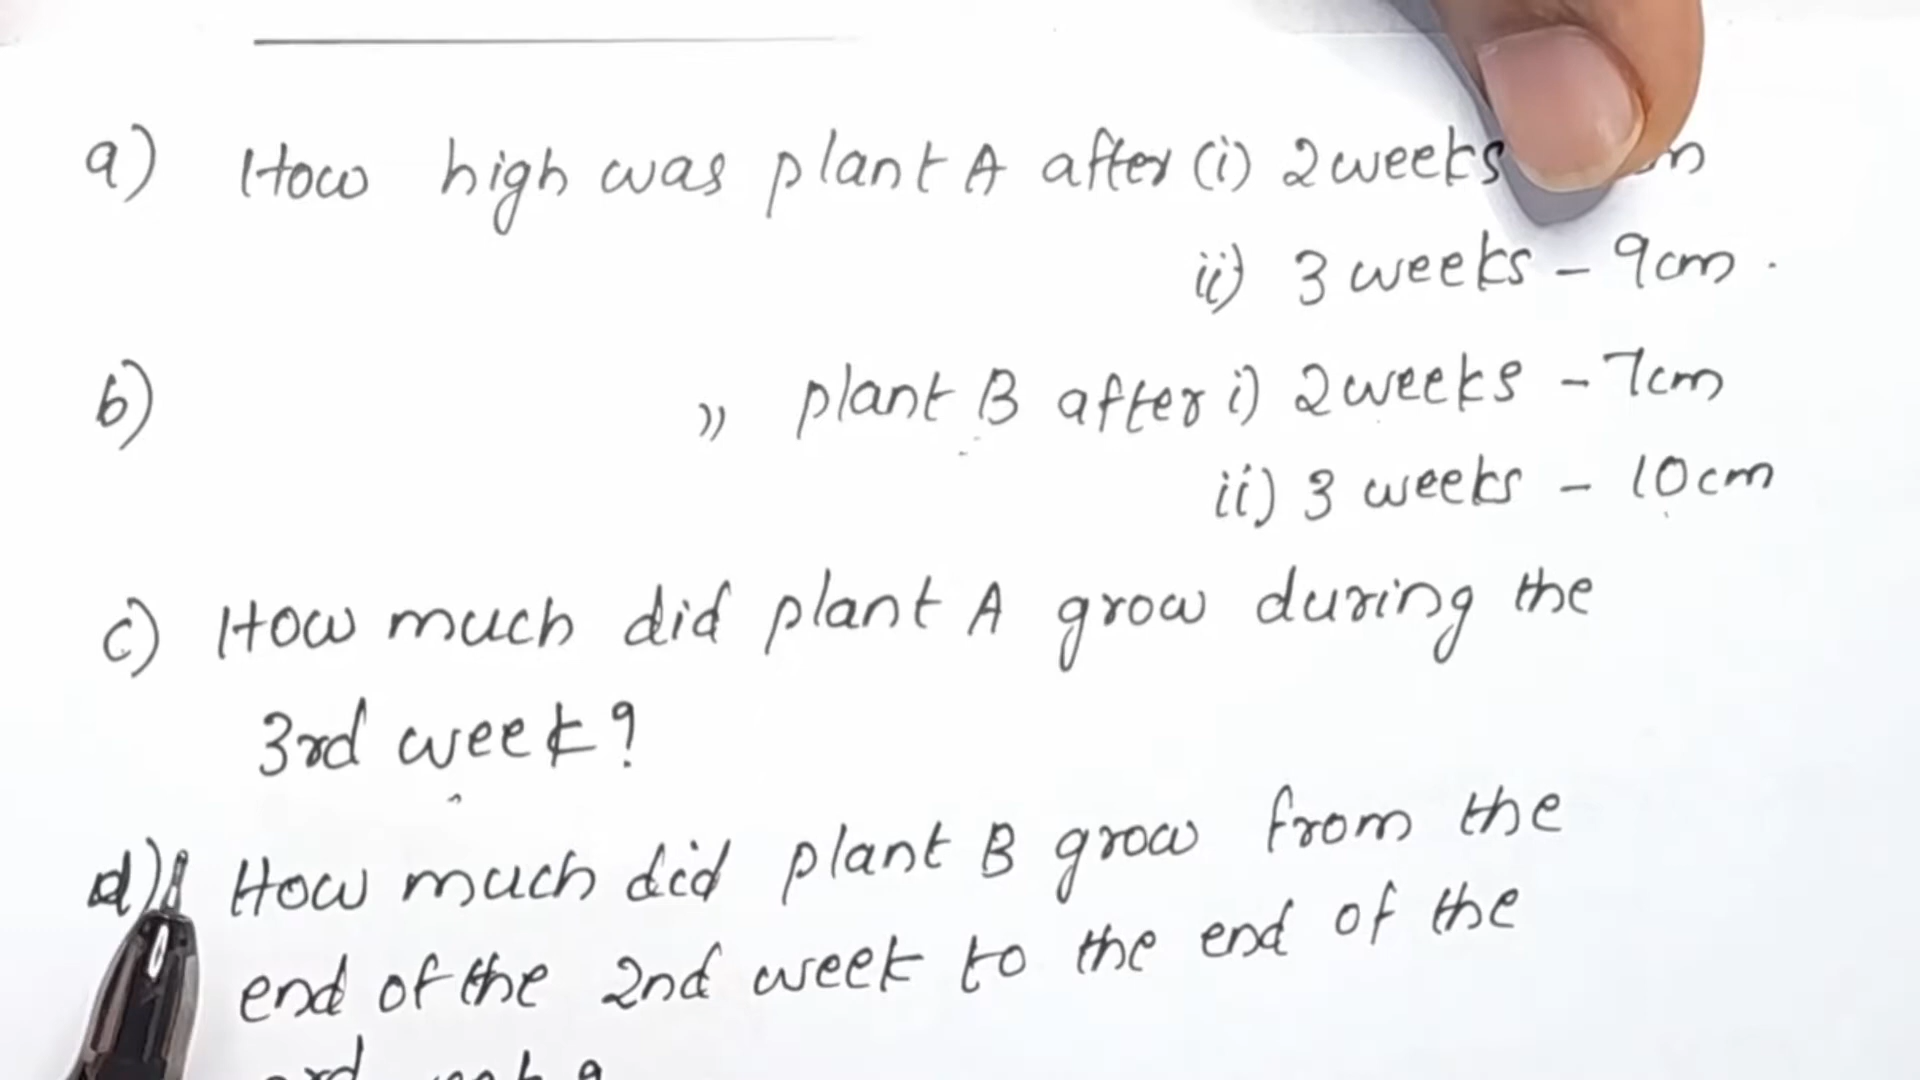 a) How high was plant A after (i) 2 weeks
ii) 3 weeks - 9cm.
b) " plant B after i) 2 weeks - 7cm
ii) 3 weeks - 10cm
c) How much did plant A grow during the
3rd week?
d) How much did plant B grow from the
end of the 2nd week to the end of the